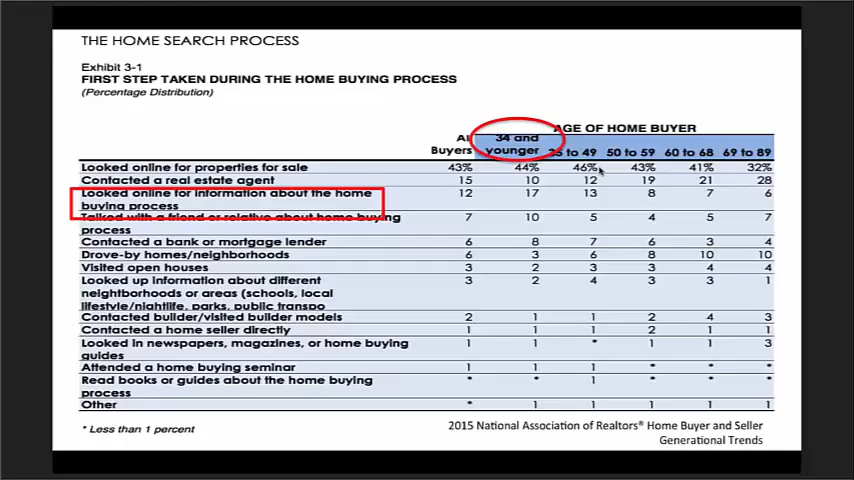 THE HOME SEARCH PROCESS
Exhibit 3-1
FIRST STEP TAKEN DURING THE HOME BUYING PROCESS
(Percentage Distribution)
AGE OF HOME BUYER
All Buyers 34 and younger 35 to 49 50 to 59 60 to 68 69 to 89
Looked online for properties for sale 43% 44% 46% 43% 41% 32%
Contacted a real estate agent 15 10 12 19 21 28
Looked online for information about the home
buying process 12 17 13 8 7 6
Talked with a friend or relative about home buying
process 7 10 5 4 5 7
Contacted a bank or mortgage lender 6 8 7 6 3 4
Drove-by homes/neighborhoods 6 3 6 8 10 10
Visited open houses 3 2 3 3 4 4
Looked up information about different
neighborhoods or areas (schools, local
lifestyle/nightlife, parks, public transpo 3 2 4 3 3 1
Contacted builder/visited builder models 2 1 1 2 4 3
Contacted a home seller directly 1 1 1 2 1 1
Looked in newspapers, magazines, or home buying
guides 1 1 * 1 1 3
Attended a home buying seminar 1 1 1 * * *
Read books or guides about the home buying
process * * 1 * * *
Other * 1 1 1 1 1
* Less than 1 percent
2015 National Association of Realtors® Home Buyer and Seller
Generational Trends